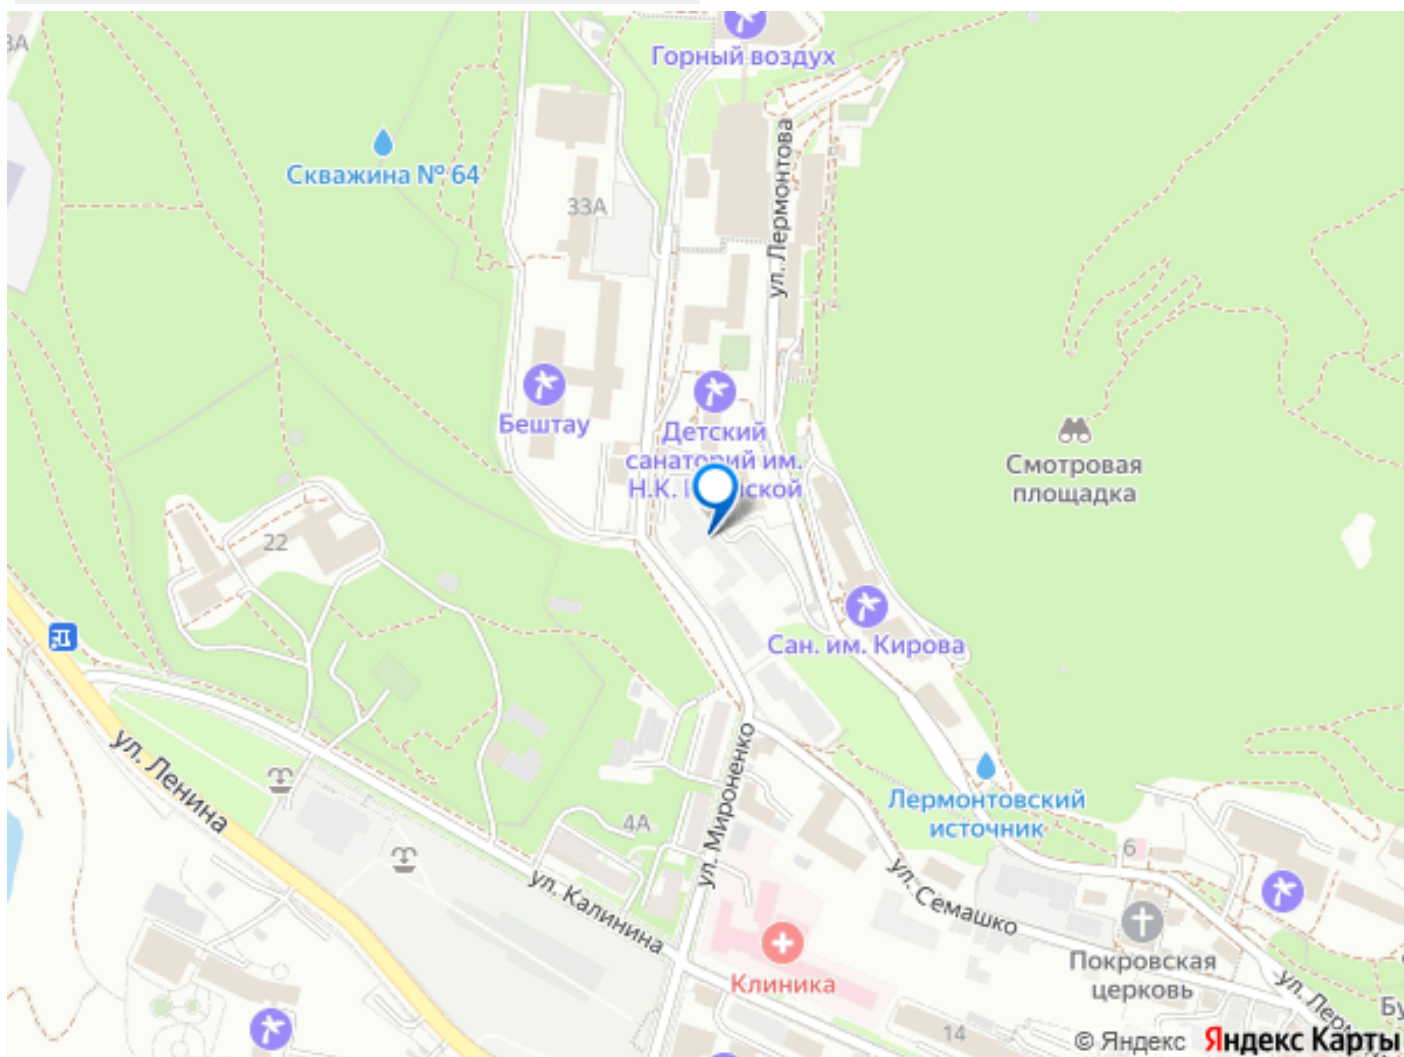 Горный воздух
3А
ул. Лермонтова
Скважина № 64
33А
Бештау
Детский
санаторий им.
Смотровая
площадка
22
Сан. им. Кирова
ул. Ленина
ул. Мироненко
Лермонтовский
источник
4А
6
ул. Калинина
ул. Семашко
Клиника
Покровская
церковь
14
© Яндекс Яндекс Карты